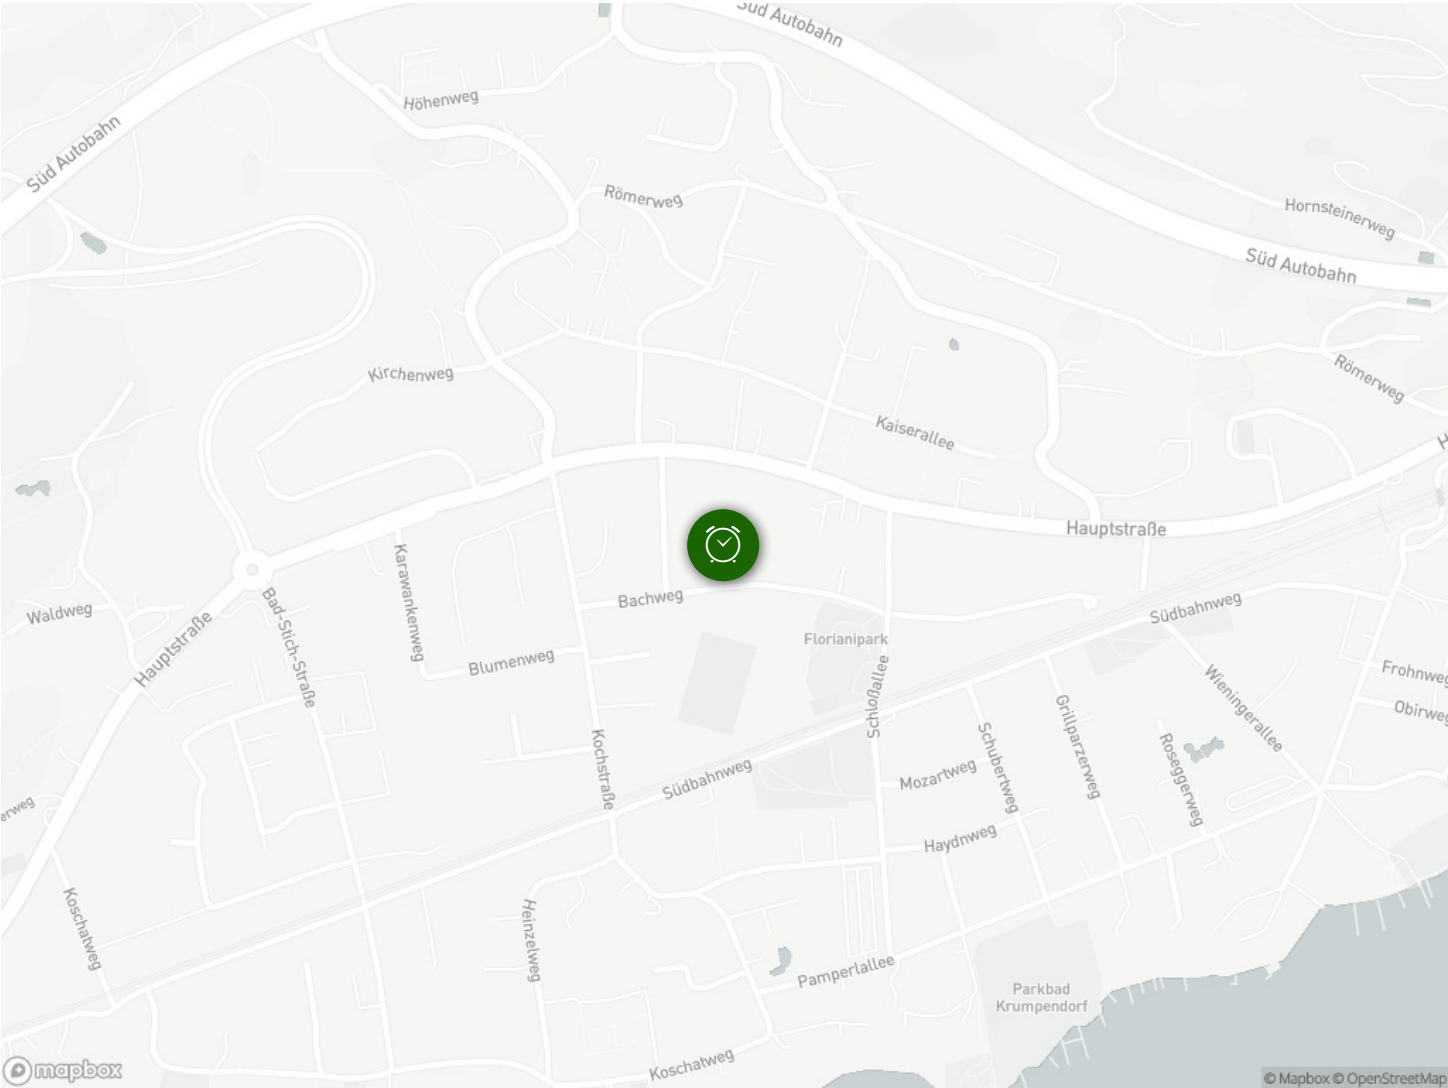 Süd Autobahn
Süd Autobahn
Höhenweg
Römerweg
Hornsteinerweg
Süd Autobahn
Kirchenweg
Römerweg
Kaiserallee
H
Hauptstraße
Karawankenweg
Bachweg
Südbahnweg
Waldweg
Bad-Stich-Straße
Hauptstraße
Florianipark
Blumenweg
Schloßallee
Frohnweg
Obirweg
Wieningerallee
Grillparzerweg
Schubertweg
Roseggerweg
Kochstraße
Südbahnweg
Mozartweg
erweg
Haydnweg
Koschatweg
Heinzelweg
Pamperlallee
Parkbad
Krumpendorf
Koschatweg
mapbox
© Mapbox © OpenStreetMap